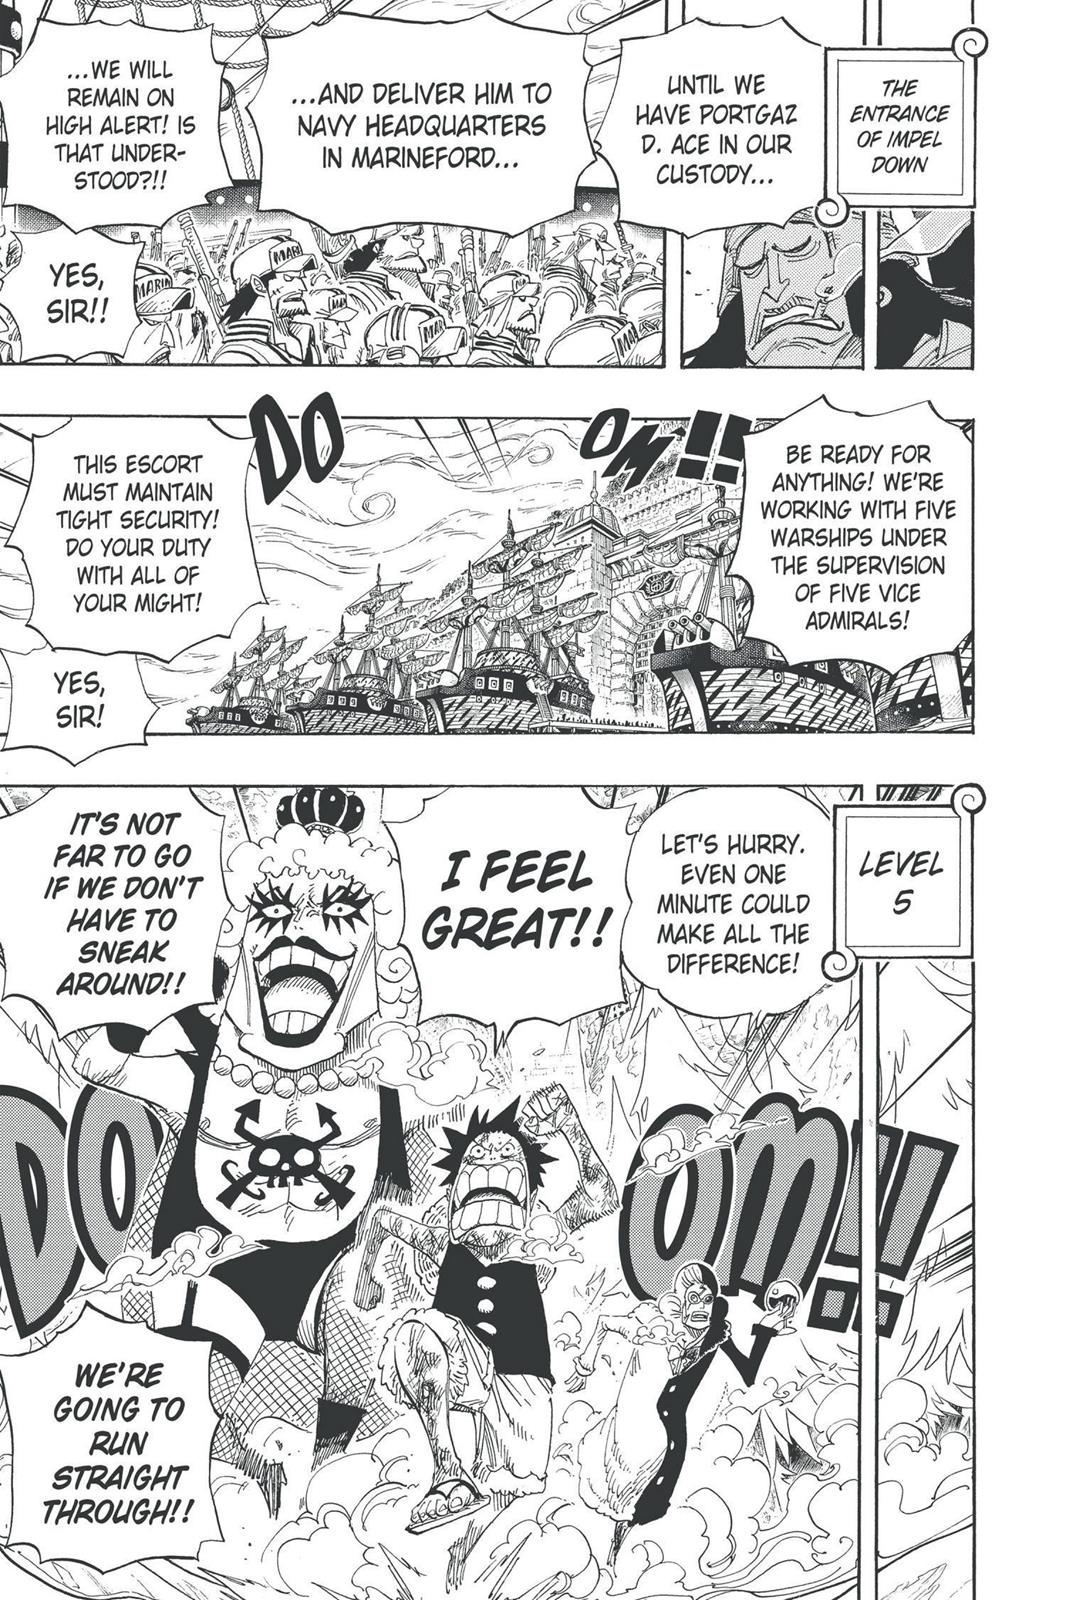 THE
ENTRANCE
OF IMPEL
DOWN
UNTIL WE
HAVE PORTGAZ
D. ACE IN OUR
CUSTODY...
...AND DELIVER HIM TO
NAVY HEADQUARTERS
IN MARINEFORD...
...WE WILL
REMAIN ON
HIGH ALERT! IS
THAT UNDER-
STOOD?!!
MARI
MARIN
MAR
YES,
SIR!!
BE READY FOR
ANYTHING! WE'RE
WORKING WITH FIVE
WARSHIPS UNDER
THE SUPERVISION
OF FIVE VICE
ADMIRALS!
DOOM!!
THIS ESCORT
MUST MAINTAIN
TIGHT SECURITY!
DO YOUR DUTY
WITH ALL OF
YOUR MIGHT!
YES,
SIR!
LEVEL
5
LET'S HURRY.
EVEN ONE
MINUTE COULD
MAKE ALL THE
DIFFERENCE!
I FEEL
GREAT!!
IT'S NOT
FAR TO GO
IF WE DON'T
HAVE TO
SNEAK
AROUND!!
DOOM!!
WE'RE
GOING TO
RUN
STRAIGHT
THROUGH!!